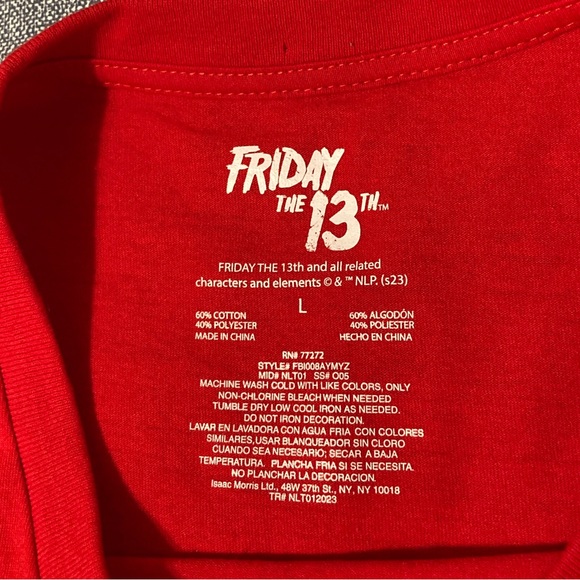 FRIDAY
THE 13TH™
FRIDAY THE 13th and all related
characters and elements © & ™ NLP. (s23)
L
60% COTTON
40% POLYESTER
MADE IN CHINA
60% ALGODÓN
40% POLIESTER
HECHO EN CHINA
RN# 77272
STYLE# FBI008AYMYZ
MID# NLT01 SS# O05
MACHINE WASH COLD WITH LIKE COLORS, ONLY
NON-CHLORINE BLEACH WHEN NEEDED
TUMBLE DRY LOW COOL IRON AS NEEDED.
DO NOT IRON DECORATION.
LAVAR EN LAVADORA CON AGUA FRIA CON COLORES
SIMILARES, USAR BLANQUEADOR SIN CLORO
CUANDO SEA NECESARIO; SECAR A BAJA
TEMPERATURA. PLANCHA FRIA SI SE NECESITA.
NO PLANCHAR LA DECORACION.
Isaac Morris Ltd., 48W 37th St., NY, NY, 10018
TR# NLT012023